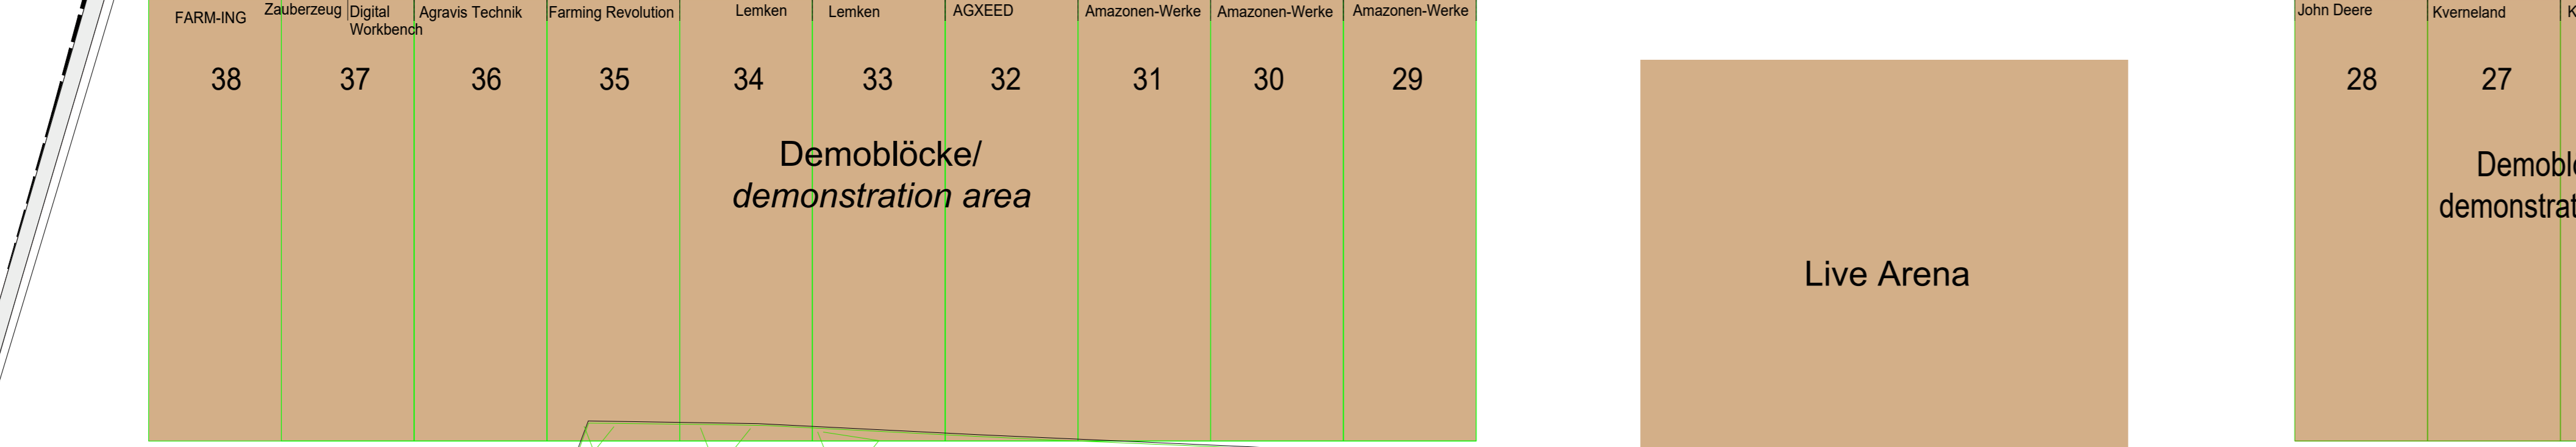 FARM-ING
Zauberzeug
Digital
Workbench
Agravis Technik
Farming Revolution
Lemken
Lemken
AGXEED
Amazonen-Werke
Amazonen-Werke
Amazonen-Werke
John Deere
Kverneland
K
38
37
36
35
34
33
32
31
30
29
28
27
Demoblöcke/
demonstration area
Live Arena
Demoblö
demonstrat